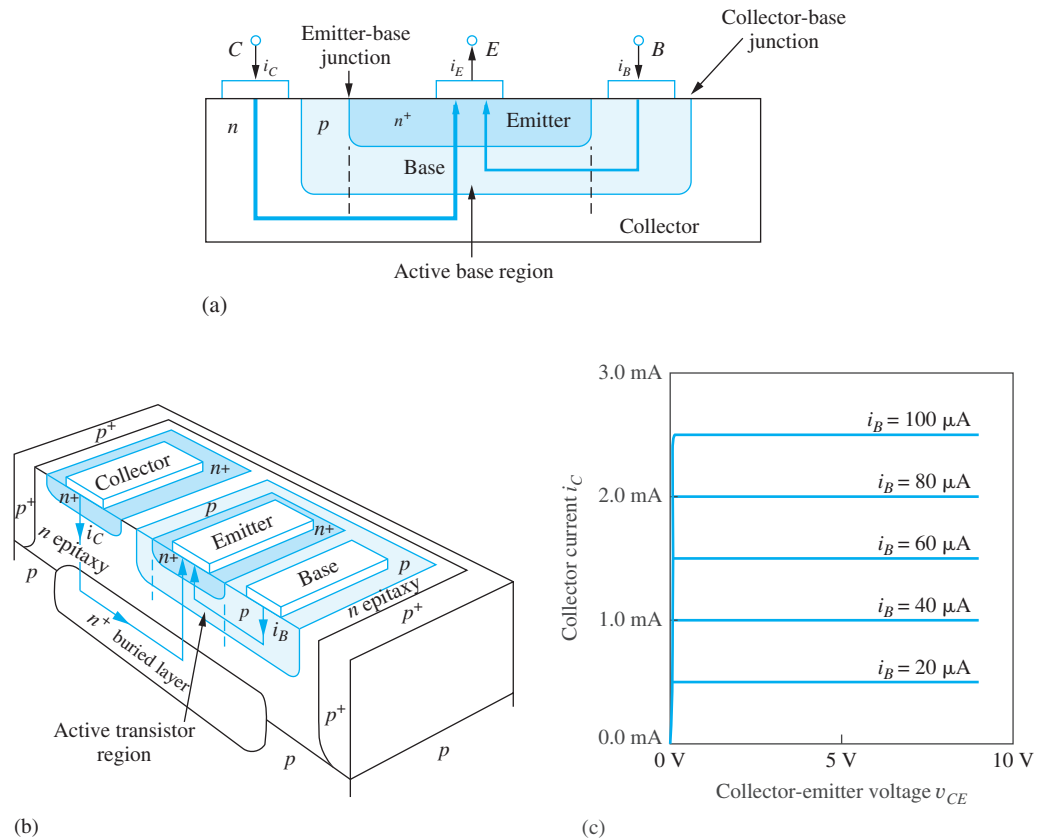 Emitter-base
junction
Collector-base
junction
C
i_C
i_E
E
i_B
B
n
p
n⁺
Emitter
Base
Collector
Active base region
(a)
p⁺
Collector
n+
n+
p⁺
i_C
n epitaxy
p
p
Emitter
n+
n+
Base
p
n epitaxy
p⁺
p
i_B
n⁺ buried layer
Active transistor
region
p
p⁺
p
(b)
3.0 mA
i_B = 100 μA
i_B = 80 μA
2.0 mA
i_B = 60 μA
i_B = 40 μA
1.0 mA
i_B = 20 μA
0.0 mA
0 V
5 V
10 V
Collector current i_C
Collector-emitter voltage v_CE
(c)